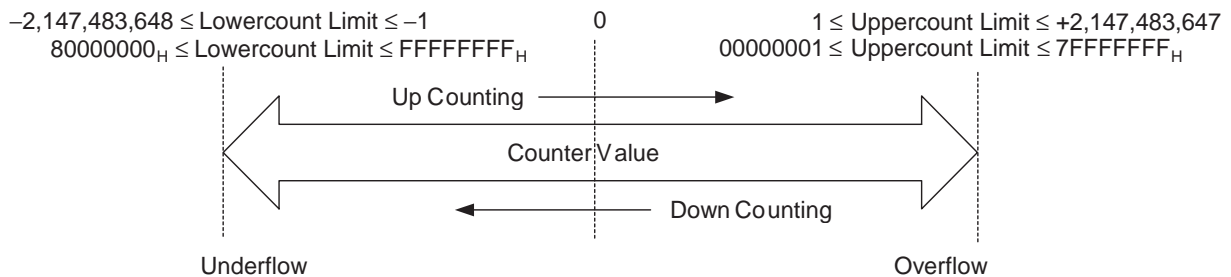 −2,147,483,648 ≤ Lowercount Limit ≤ −1 0 1 ≤ Uppercount Limit ≤ +2,147,483,647
80000000H ≤ Lowercount Limit ≤ FFFFFFFFH 00000001 ≤ Uppercount Limit ≤ 7FFFFFFFH
Up Counting
Counter Value
Down Counting
Underflow Overflow